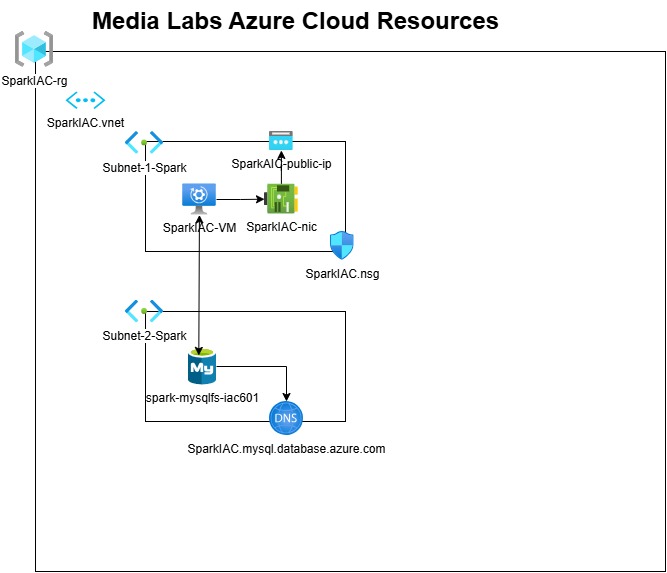 Media Labs Azure Cloud Resources
SparkIAC-rg
SparkIAC.vnet
Subnet-1-Spark
SparkAIC-public-ip
SparkIAC-VM
SparkIAC-nic
SparkIAC.nsg
Subnet-2-Spark
My
spark-mysqlfs-iac601
DNS
SparkIAC.mysql.database.azure.com